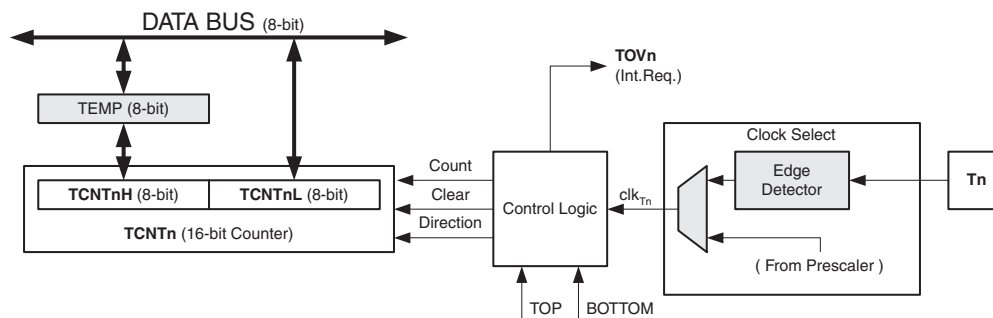 DATA BUS (8-bit)
TOVn
(Int.Req.)
TEMP (8-bit)
Clock Select
Count
Edge
Detector
Tn
TCNTnH (8-bit)
TCNTnL (8-bit)
Clear
Control Logic
clkTn
TCNTn (16-bit Counter)
Direction
( From Prescaler )
TOP
BOTTOM